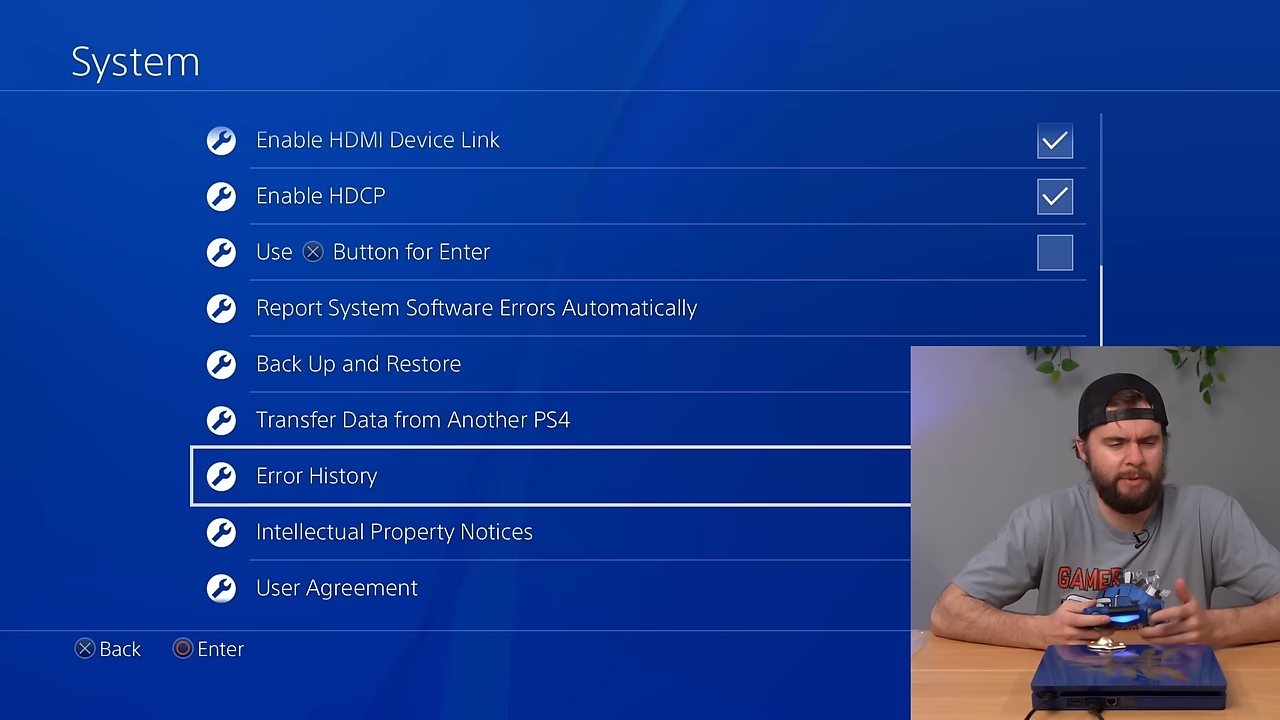 System
Enable HDMI Device Link
Enable HDCP
Use Button for Enter
Report System Software Errors Automatically
Back Up and Restore
Transfer Data from Another PS4
Error History
Intellectual Property Notices
User Agreement
Back Enter
GAMER